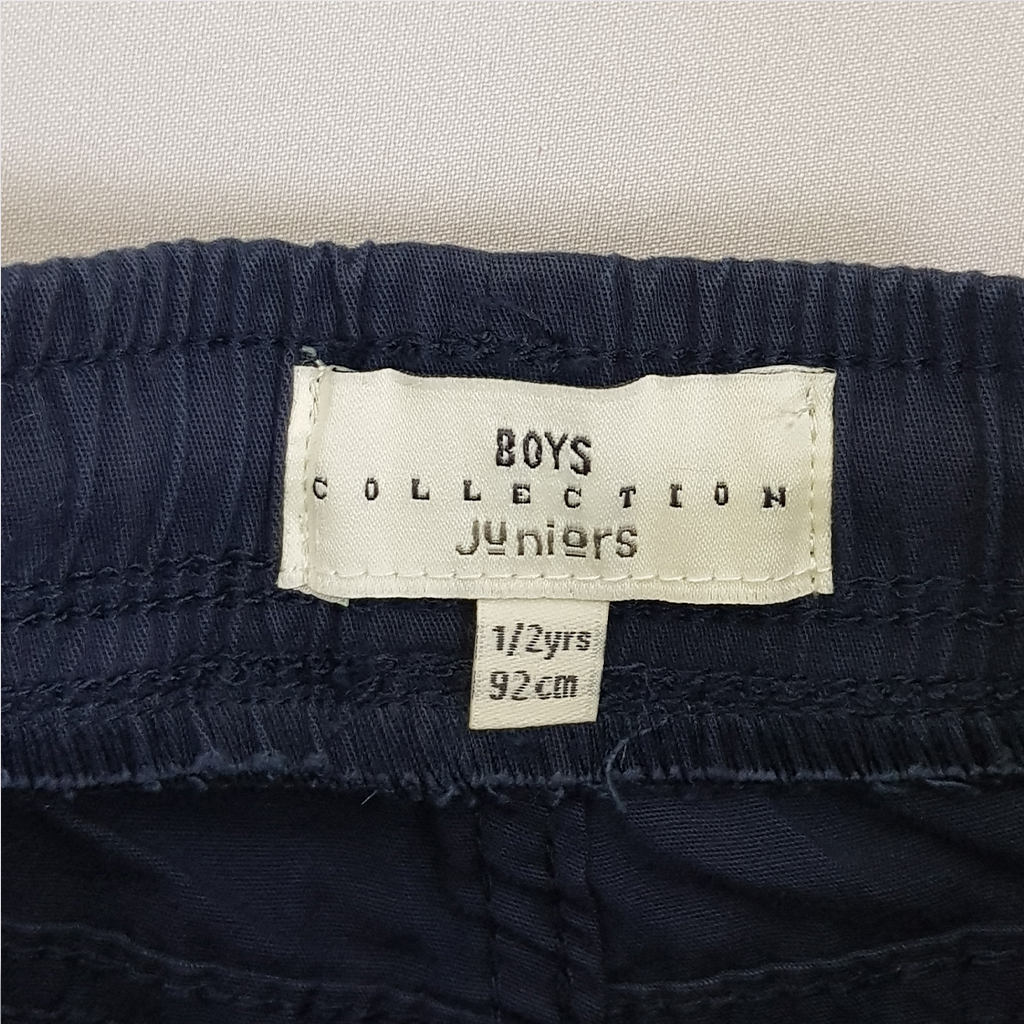 BOYS
COLLECTION
Juniors
1/2yrs
92cm